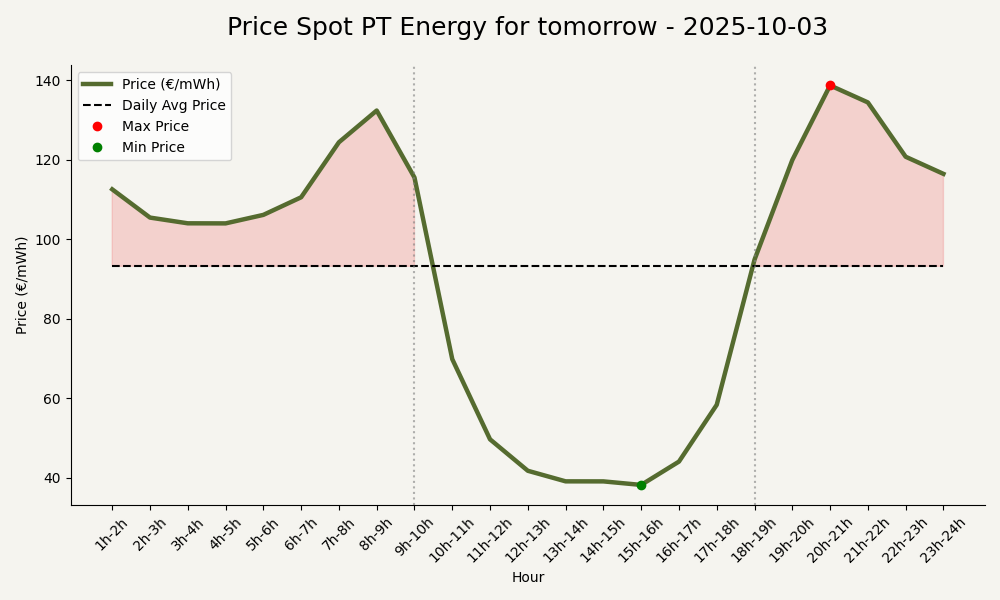 Price Spot PT Energy for tomorrow - 2025-10-03
Price (€/mWh)
Daily Avg Price
Max Price
Min Price
140
120
100
80
60
40
Price (€/mWh)
1h-2h
2h-3h
3h-4h
4h-5h
5h-6h
6h-7h
7h-8h
8h-9h
9h-10h
10h-11h
11h-12h
12h-13h
13h-14h
14h-15h
15h-16h
16h-17h
17h-18h
18h-19h
19h-20h
20h-21h
21h-22h
22h-23h
23h-24h
Hour